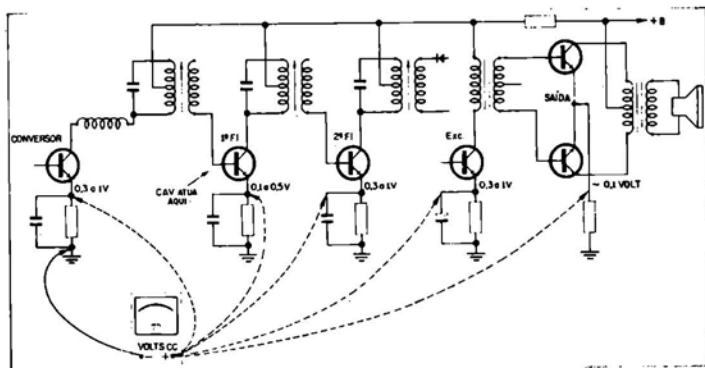 +B
CONVERSOR
1ª FI
2ª FI
Exc.
SAÍDA
CAV ATUA
AQUI
0,3 a 1V
0,1 a 0,5V
0,3 a 1V
0,3 a 1V
~ 0,1 VOLT
VOLTS CC
- +